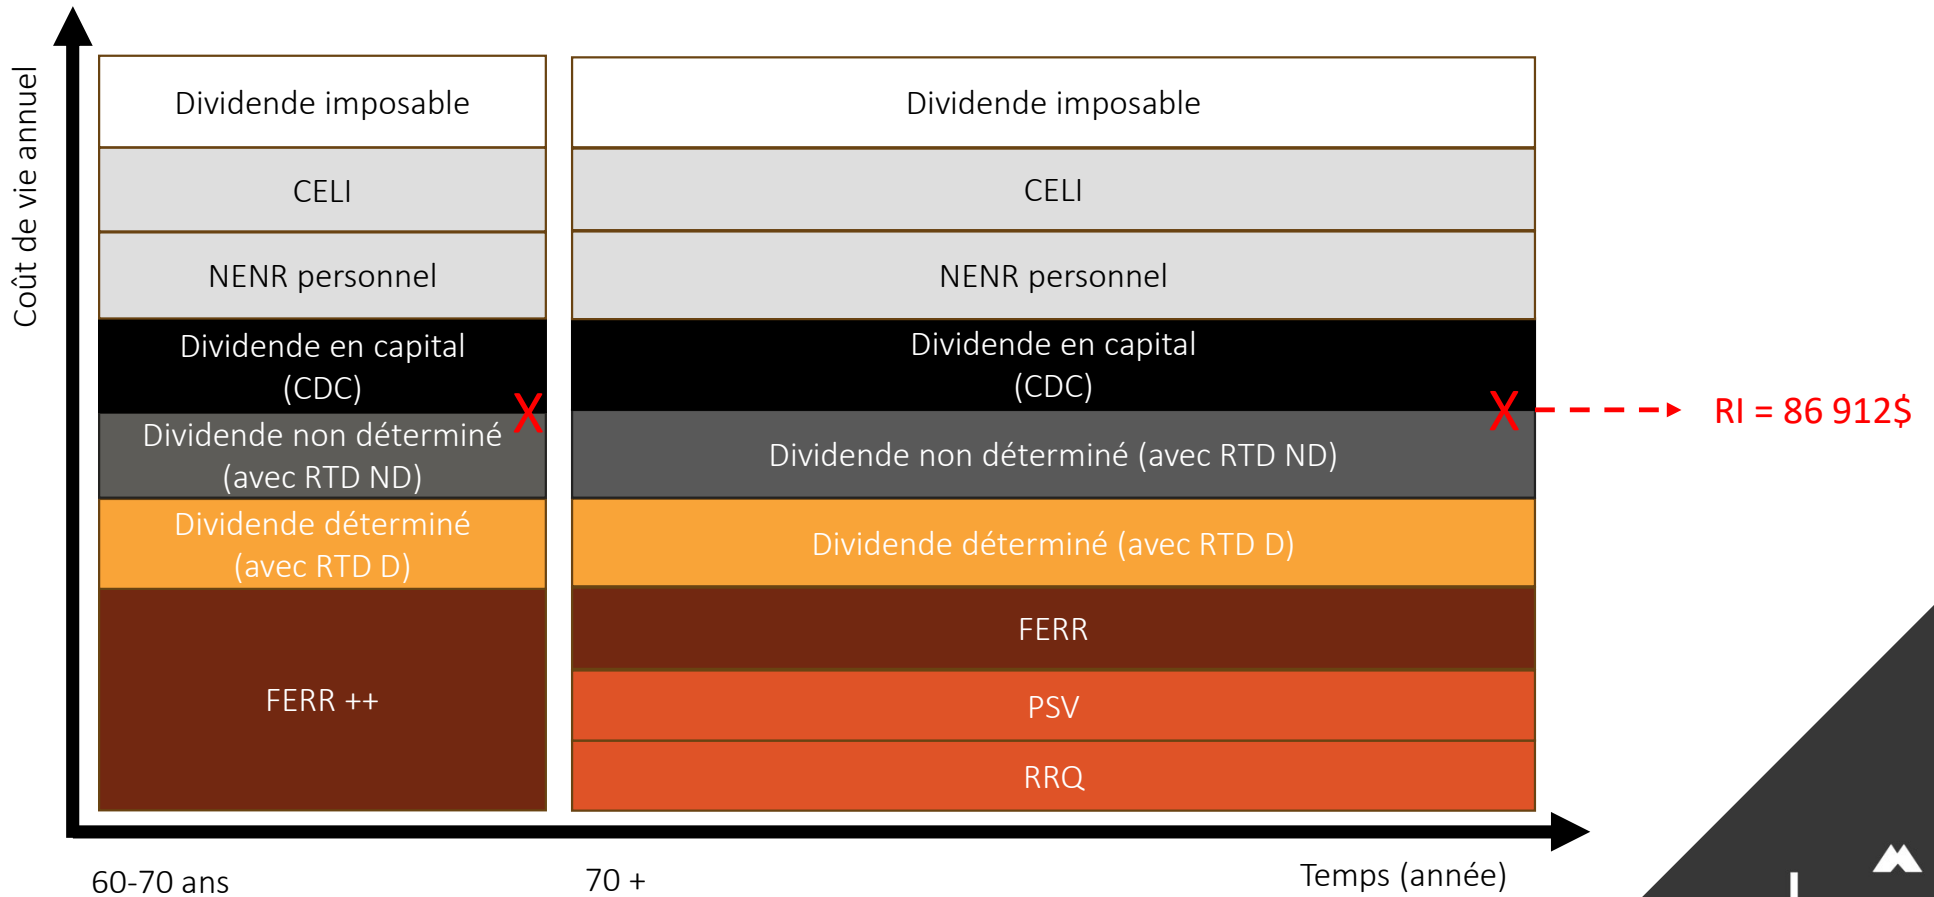 Coût de vie annuel
Dividende imposable
CELI
NENR personnel
Dividende en capital
(CDC)
X
Dividende non déterminé
(avec RTD ND)
Dividende déterminé
(avec RTD D)
FERR ++
Dividende imposable
CELI
NENR personnel
Dividende en capital
(CDC)
X
RI = 86 912$
Dividende non déterminé (avec RTD ND)
Dividende déterminé (avec RTD D)
FERR
PSV
RRQ
60-70 ans
70 +
Temps (année)